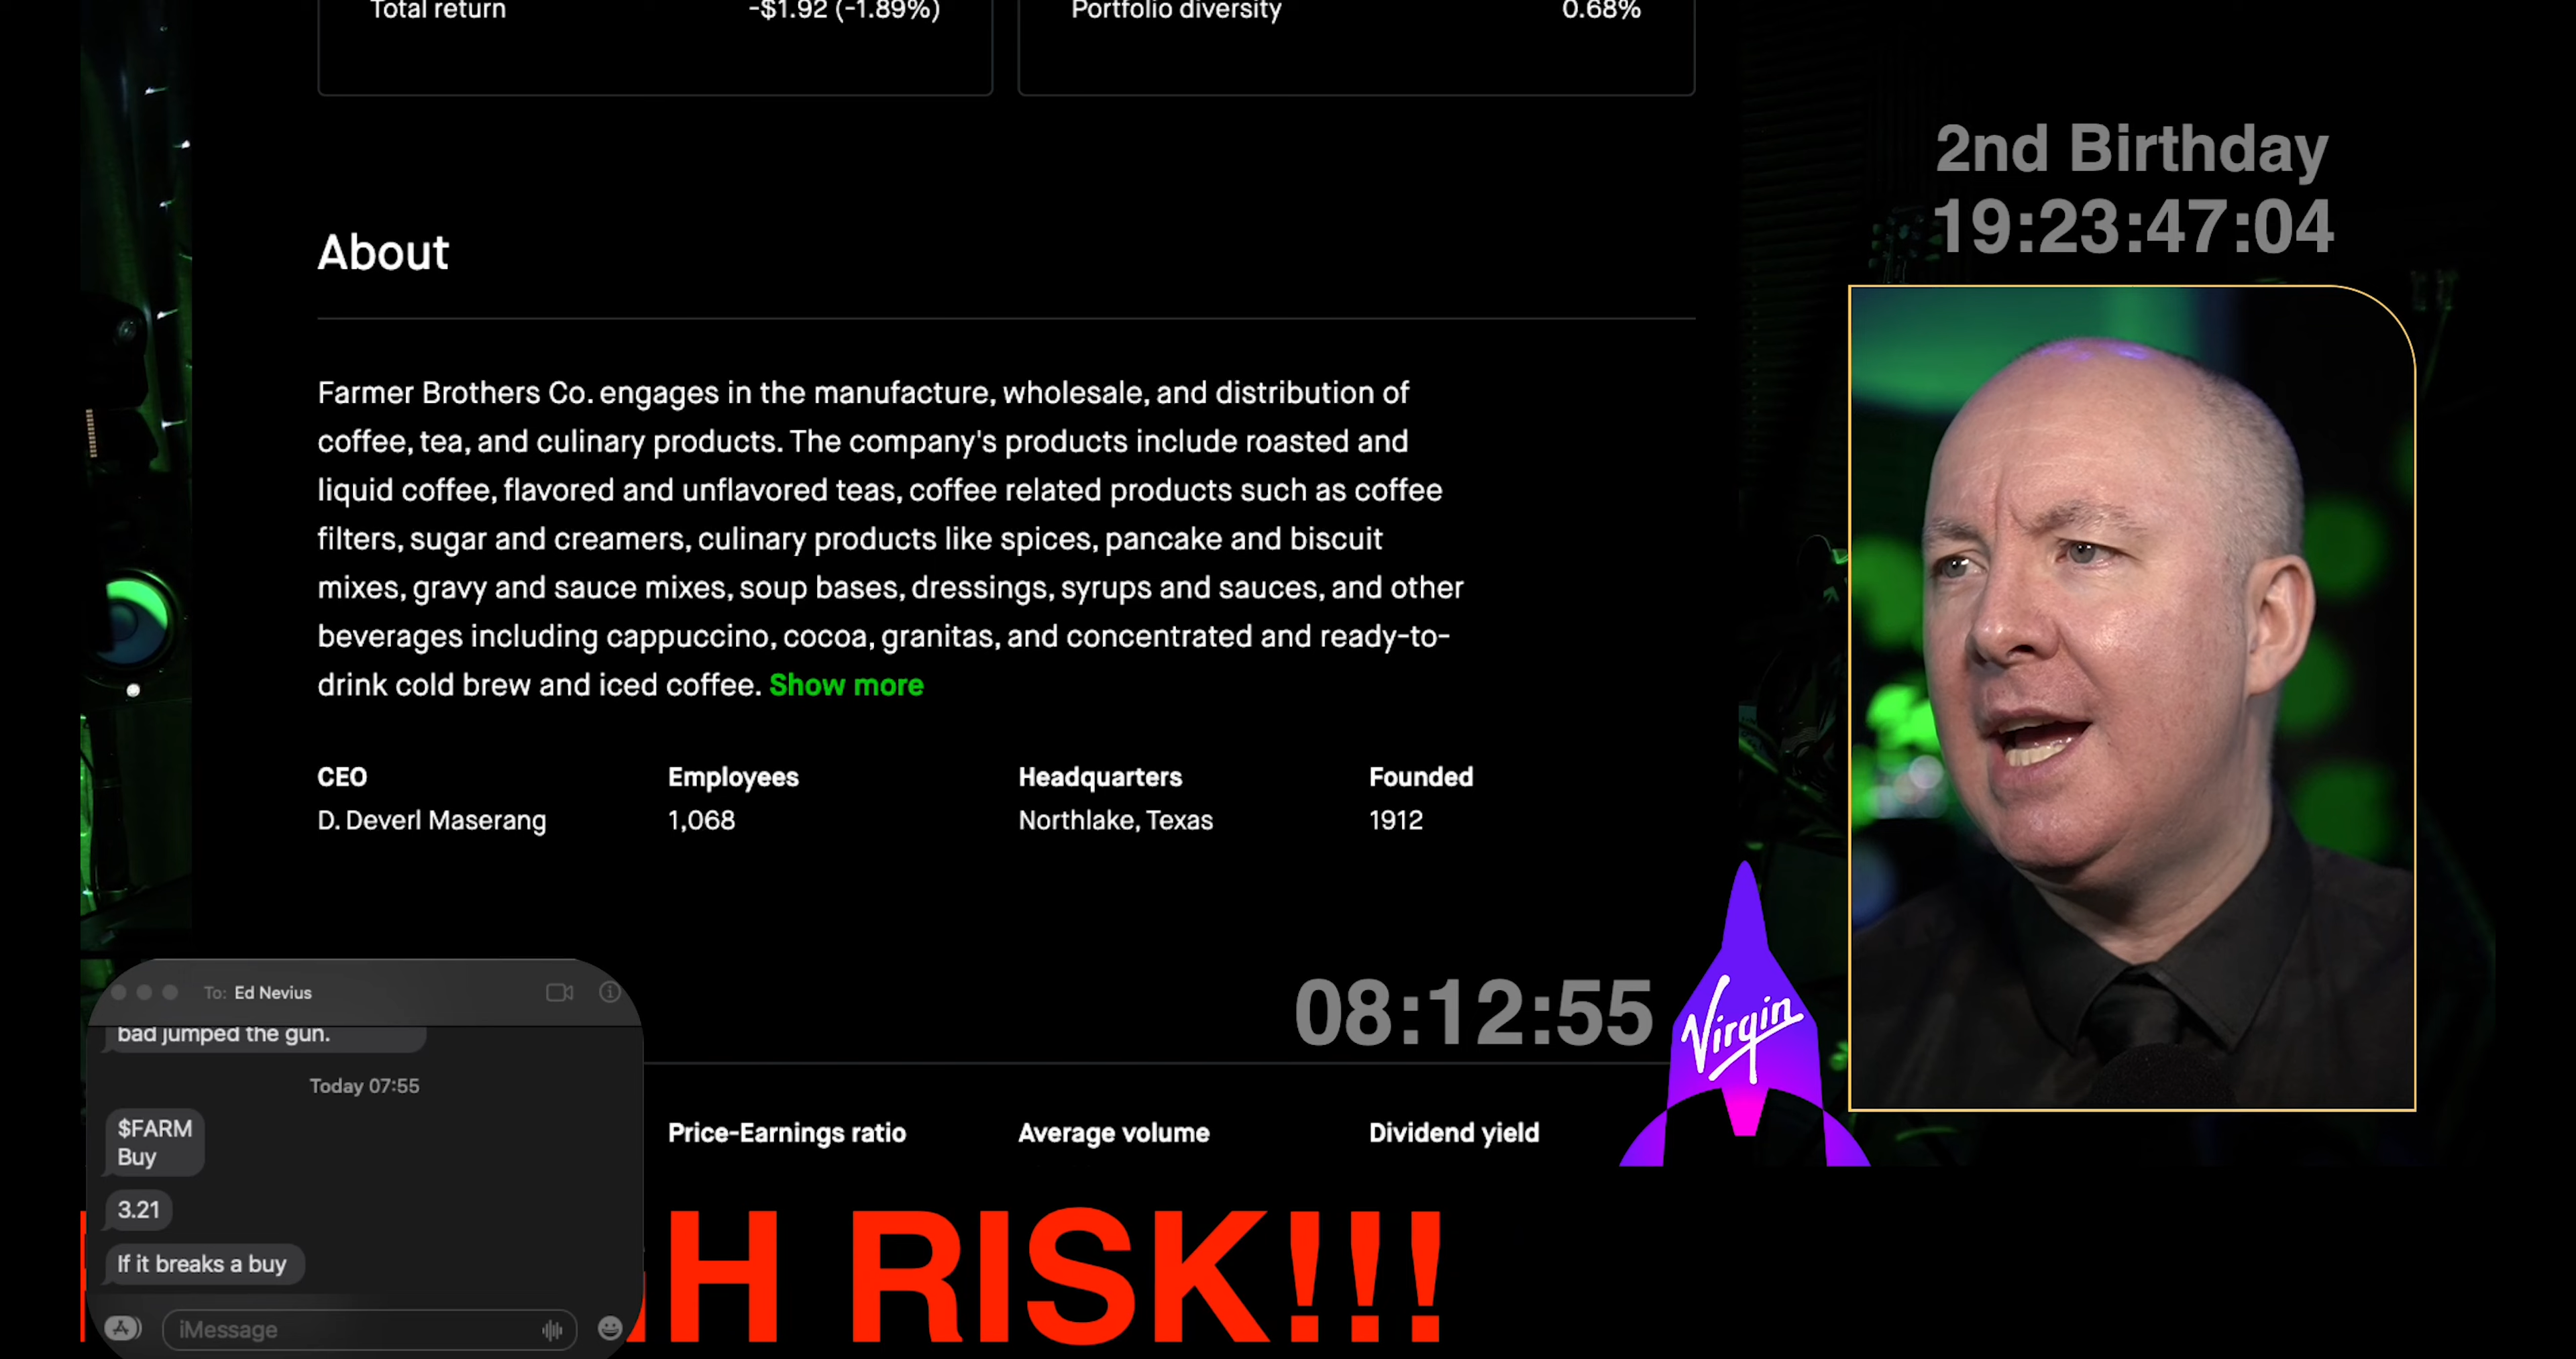 Total return -$1.92 (-1.89%)
Portfolio diversity 0.68%
2nd Birthday
19:23:47:04
About
Farmer Brothers Co. engages in the manufacture, wholesale, and distribution of
coffee, tea, and culinary products. The company's products include roasted and
liquid coffee, flavored and unflavored teas, coffee related products such as coffee
filters, sugar and creamers, culinary products like spices, pancake and biscuit
mixes, gravy and sauce mixes, soup bases, dressings, syrups and sauces, and other
beverages including cappuccino, cocoa, granitas, and concentrated and ready-to-
drink cold brew and iced coffee. Show more
CEO
D. Deverl Maserang
Employees
1,068
Headquarters
Northlake, Texas
Founded
1912
08:12:55
Virgin
To: Ed Nevius
bad jumped the gun.
Today 07:55
$FARM
Buy
3.21
If it breaks a buy
iMessage
Price-Earnings ratio
Average volume
Dividend yield
H RISK!!!